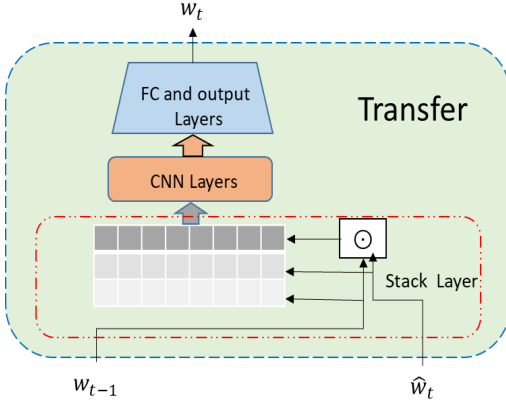 w_t
FC and output
Layers
Transfer
CNN Layers
⊙
Stack Layer
w_{t-1}
ŵ_t